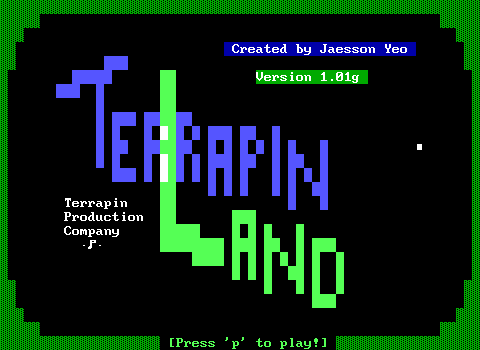 Created by Jaesson Yeo
Version 1.01g
TERRAPIN
LAND
Terrapin
Production
Company
[Press 'p' to play!]